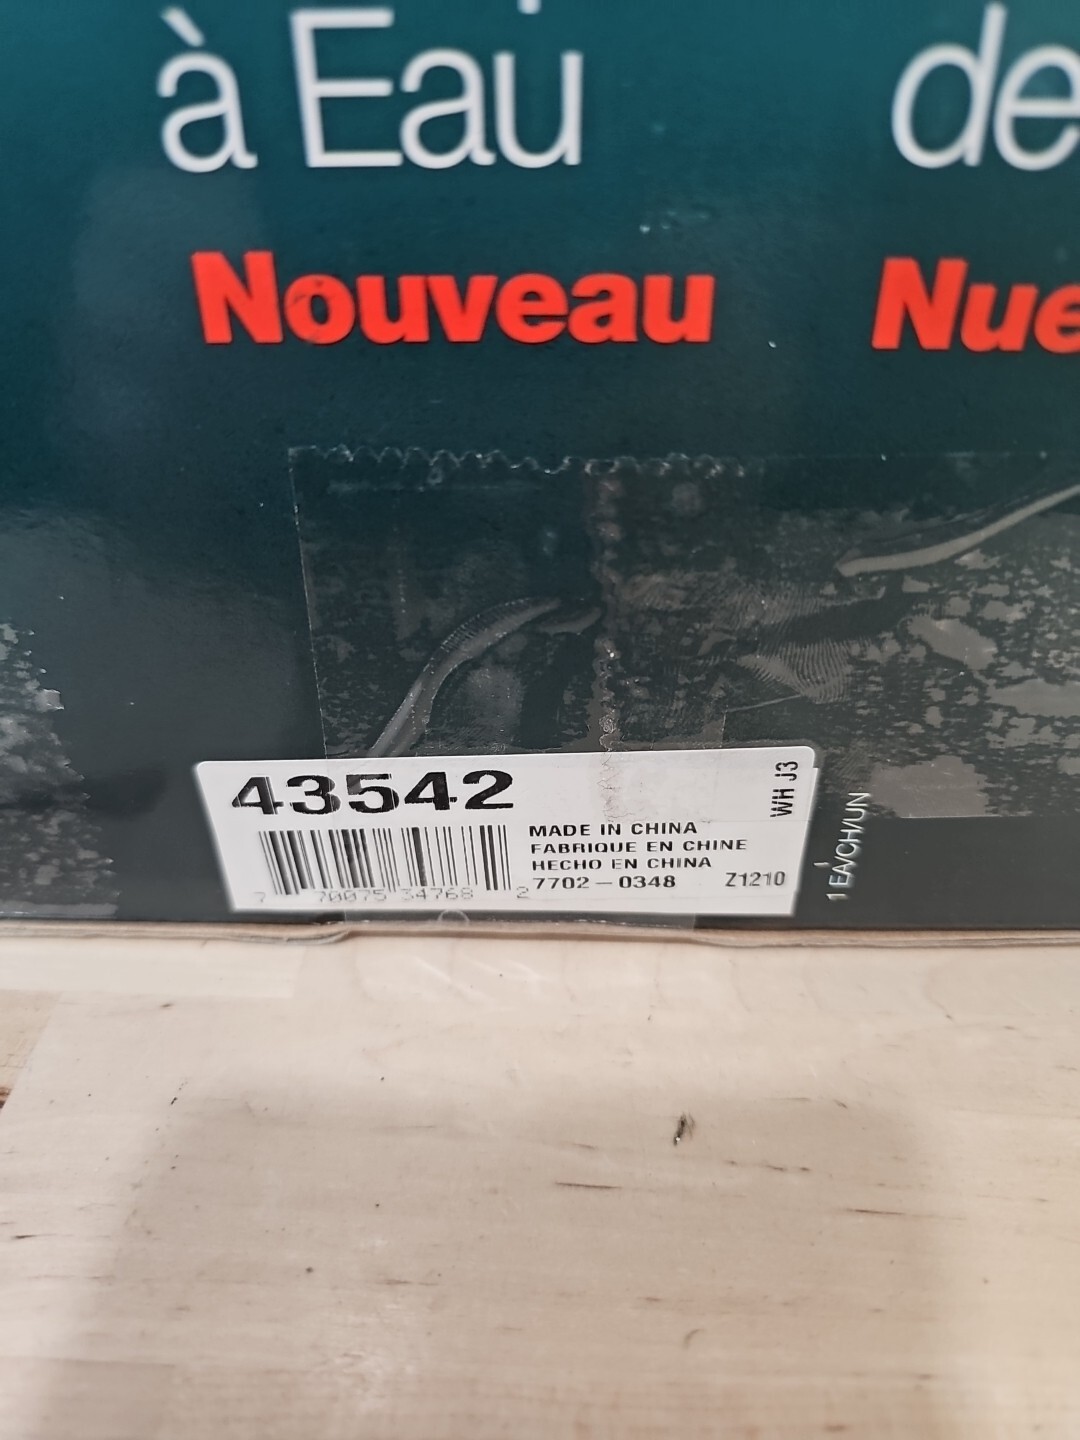 à Eau
de
Nouveau
Nue
43542
WH J3
MADE IN CHINA
FABRIQUE EN CHINE
HECHO EN CHINA
7702-0348
Z1210
7 70075 34768 2
1 EA/CH/UN